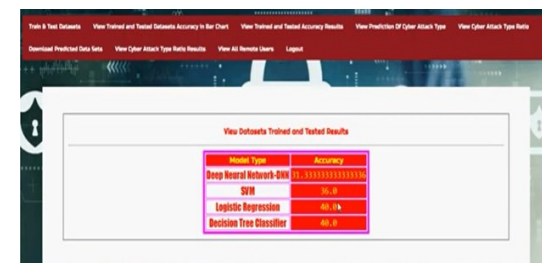 Train & Test Datasets View Trained and Tested Datasets Accuracy in Bar Chart View Trained and Tested Accuracy Results View Prediction Of Cyber Attack Type View Cyber Attack Type Ratio
Download Predicted Data Sets View Cyber Attack Type Ratio Results View All Remote Users Logout
View Datasets Trained and Tested Results
Model Type Accuracy
Deep Neural Network-DNN 31.333333333333336
SVM 36.0
Logistic Regression 40.0
Decision Tree Classifier 40.0